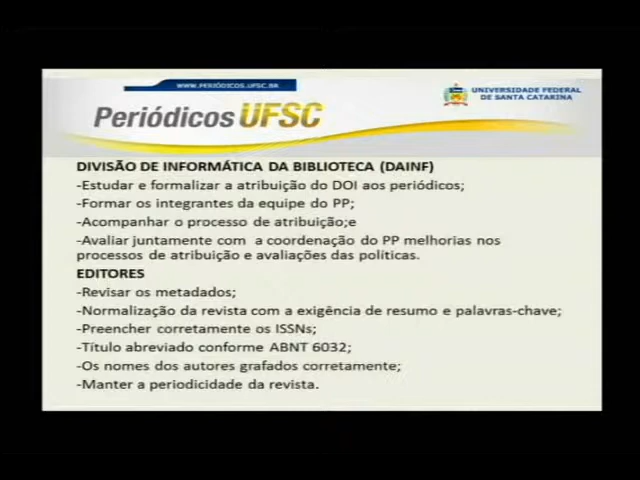 WWW.PERIÓDICOS.UFSC.BR
Periódicos UFSC
UNIVERSIDADE FEDERAL
DE SANTA CATARINA
DIVISÃO DE INFORMÁTICA DA BIBLIOTECA (DAINF)
-Estudar e formalizar a atribuição do DOI aos periódicos;
-Formar os integrantes da equipe do PP;
-Acompanhar o processo de atribuição;e
-Avaliar juntamente com a coordenação do PP melhorias nos
processos de atribuição e avaliações das políticas.
EDITORES
-Revisar os metadados;
-Normalização da revista com a exigência de resumo e palavras-chave;
-Preencher corretamente os ISSNs;
-Título abreviado conforme ABNT 6032;
-Os nomes dos autores grafados corretamente;
-Manter a periodicidade da revista.